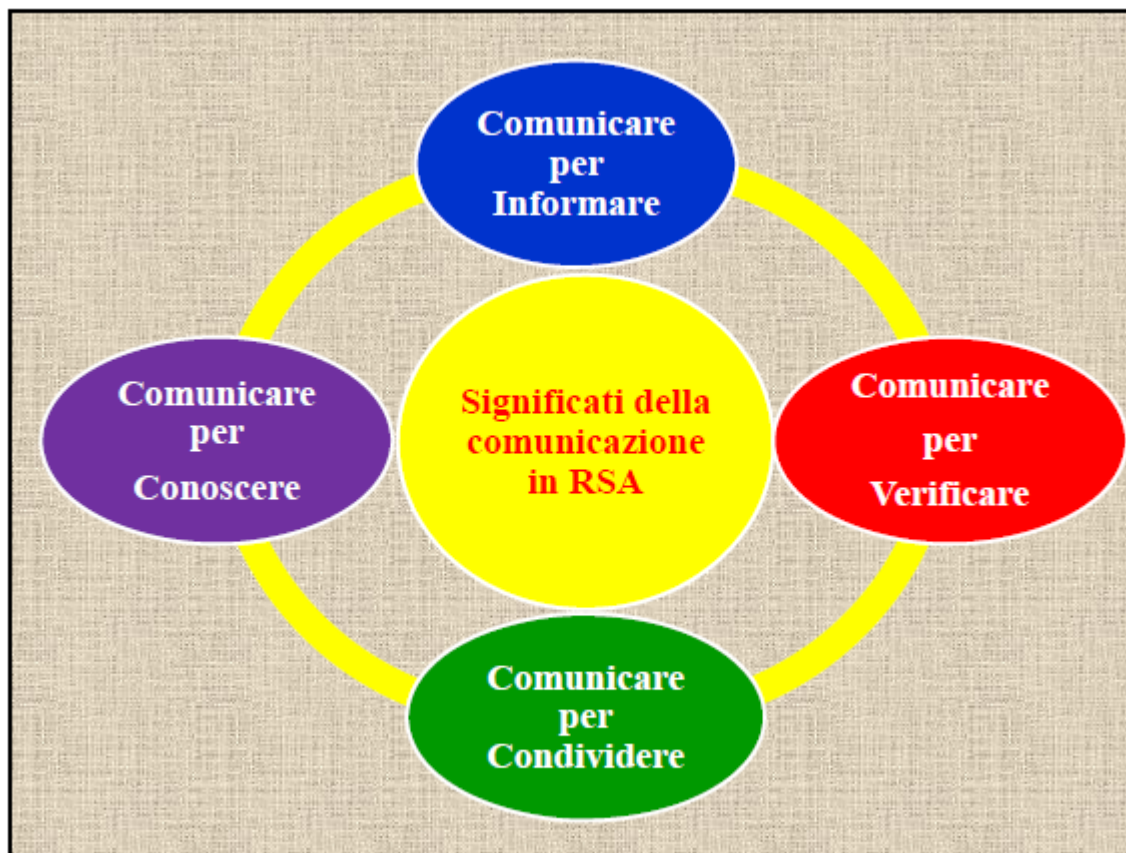 Comunicare
per
Informare
Comunicare
per
Conoscere
Significati della
comunicazione
in RSA
Comunicare
per
Verificare
Comunicare
per
Condividere